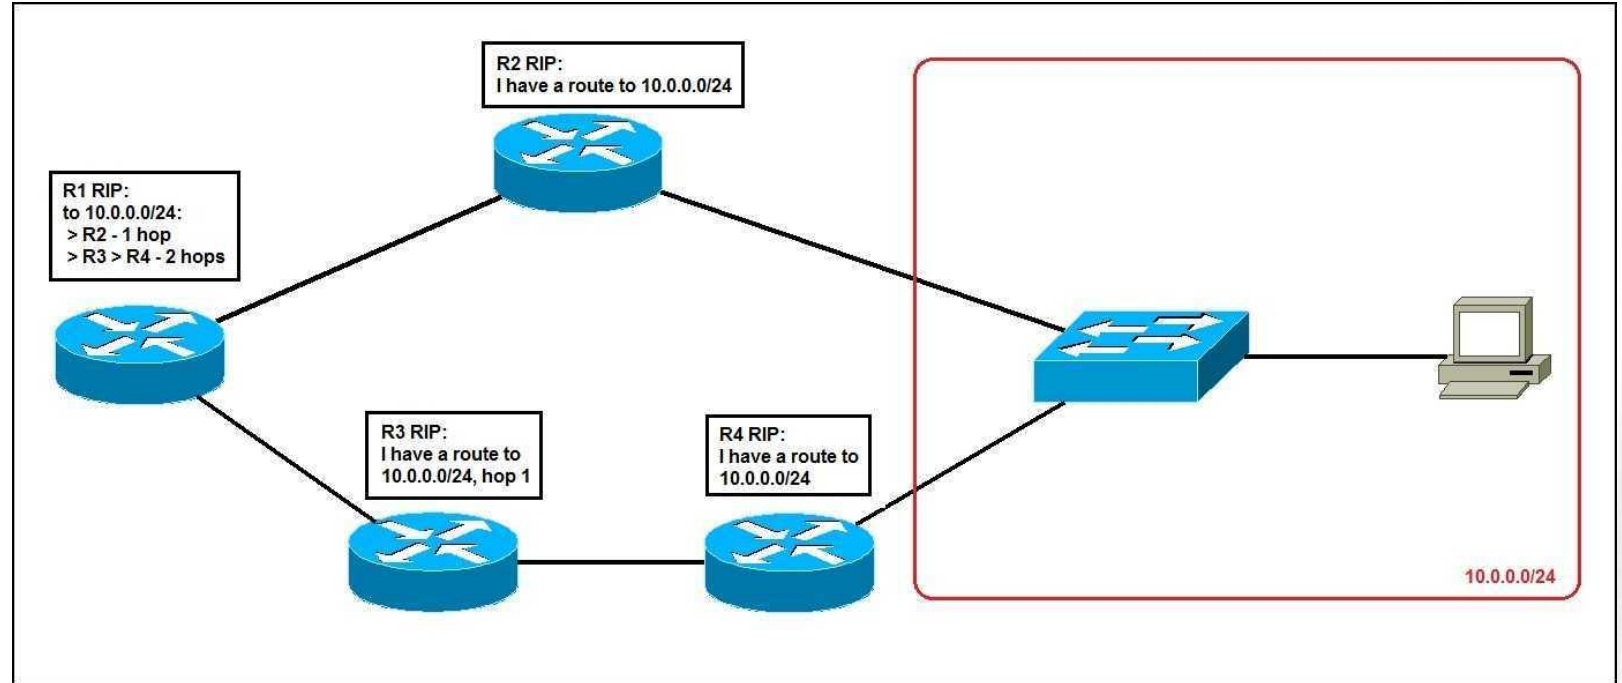 R2 RIP:
I have a route to 10.0.0.0/24
R1 RIP:
to 10.0.0.0/24:
> R2 - 1 hop
> R3 > R4 - 2 hops
R3 RIP:
I have a route to
10.0.0.0/24, hop 1
R4 RIP:
I have a route to
10.0.0.0/24
10.0.0.0/24